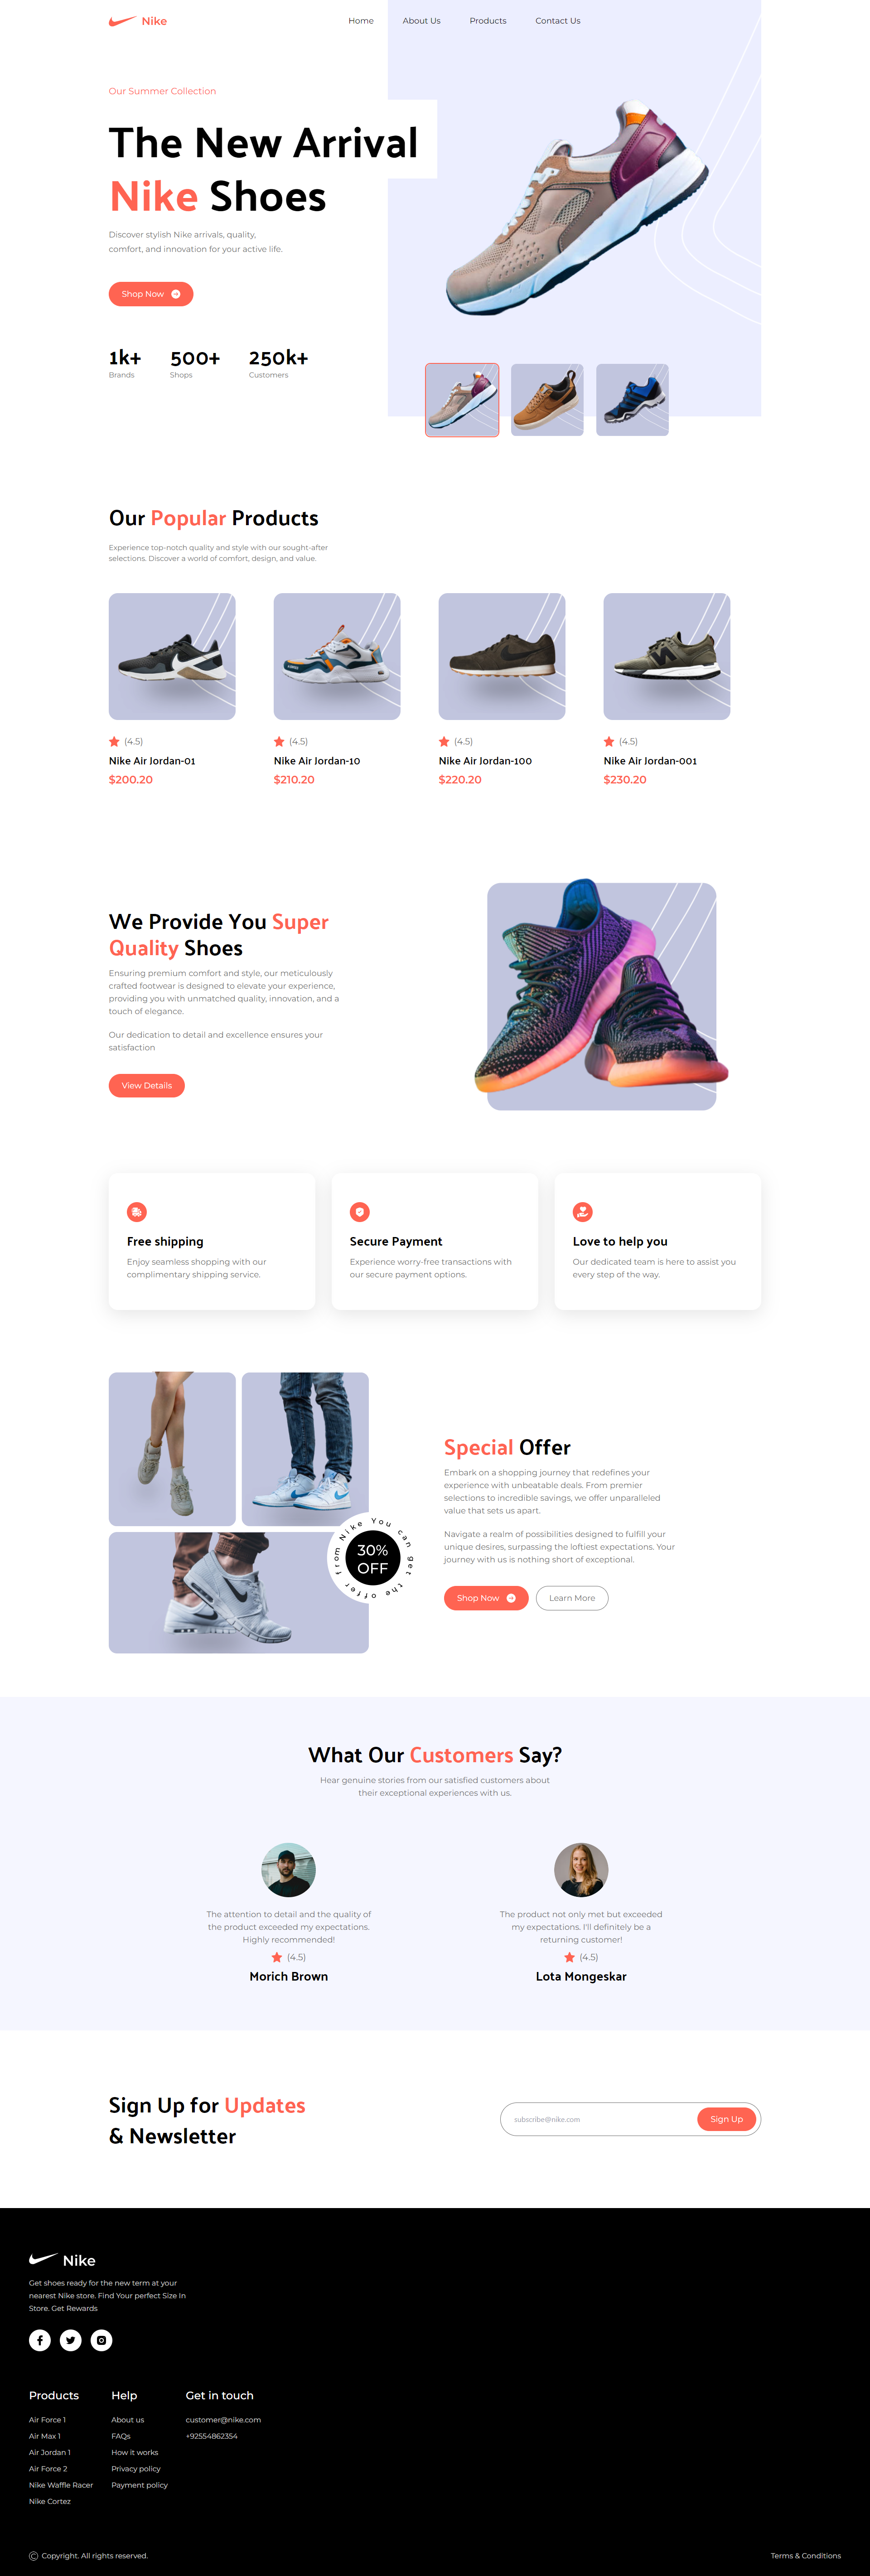 Nike
Home
About Us
Products
Contact Us
Our Summer Collection
The New Arrival
Nike Shoes
Discover stylish Nike arrivals, quality,
comfort, and innovation for your active life.
Shop Now
1k+
Brands
500+
Shops
250k+
Customers
Our Popular Products
Experience top-notch quality and style with our sought-after
selections. Discover a world of comfort, design, and value.
(4.5)
Nike Air Jordan-01
$200.20
(4.5)
Nike Air Jordan-10
$210.20
(4.5)
Nike Air Jordan-100
$220.20
(4.5)
Nike Air Jordan-001
$230.20
We Provide You Super
Quality Shoes
Ensuring premium comfort and style, our meticulously
crafted footwear is designed to elevate your experience,
providing you with unmatched quality, innovation, and a
touch of elegance.
Our dedication to detail and excellence ensures your
satisfaction
View Details
Free shipping
Enjoy seamless shopping with our
complimentary shipping service.
Secure Payment
Experience worry-free transactions with
our secure payment options.
Love to help you
Our dedicated team is here to assist you
every step of the way.
You can get the offer from Nike
30%
OFF
Special Offer
Embark on a shopping journey that redefines your
experience with unbeatable deals. From premier
selections to incredible savings, we offer unparalleled
value that sets us apart.
Navigate a realm of possibilities designed to fulfill your
unique desires, surpassing the loftiest expectations. Your
journey with us is nothing short of exceptional.
Shop Now
Learn More
What Our Customers Say?
Hear genuine stories from our satisfied customers about
their exceptional experiences with us.
The attention to detail and the quality of
the product exceeded my expectations.
Highly recommended!
(4.5)
Morich Brown
The product not only met but exceeded
my expectations. I'll definitely be a
returning customer!
(4.5)
Lota Mongeskar
Sign Up for Updates
& Newsletter
subscribe@nike.com
Sign Up
Nike
Get shoes ready for the new term at your
nearest Nike store. Find Your perfect Size In
Store. Get Rewards
Products
Air Force 1
Air Max 1
Air Jordan 1
Air Force 2
Nike Waffle Racer
Nike Cortez
Help
About us
FAQs
How it works
Privacy policy
Payment policy
Get in touch
customer@nike.com
+92554862354
© Copyright. All rights reserved.
Terms & Conditions